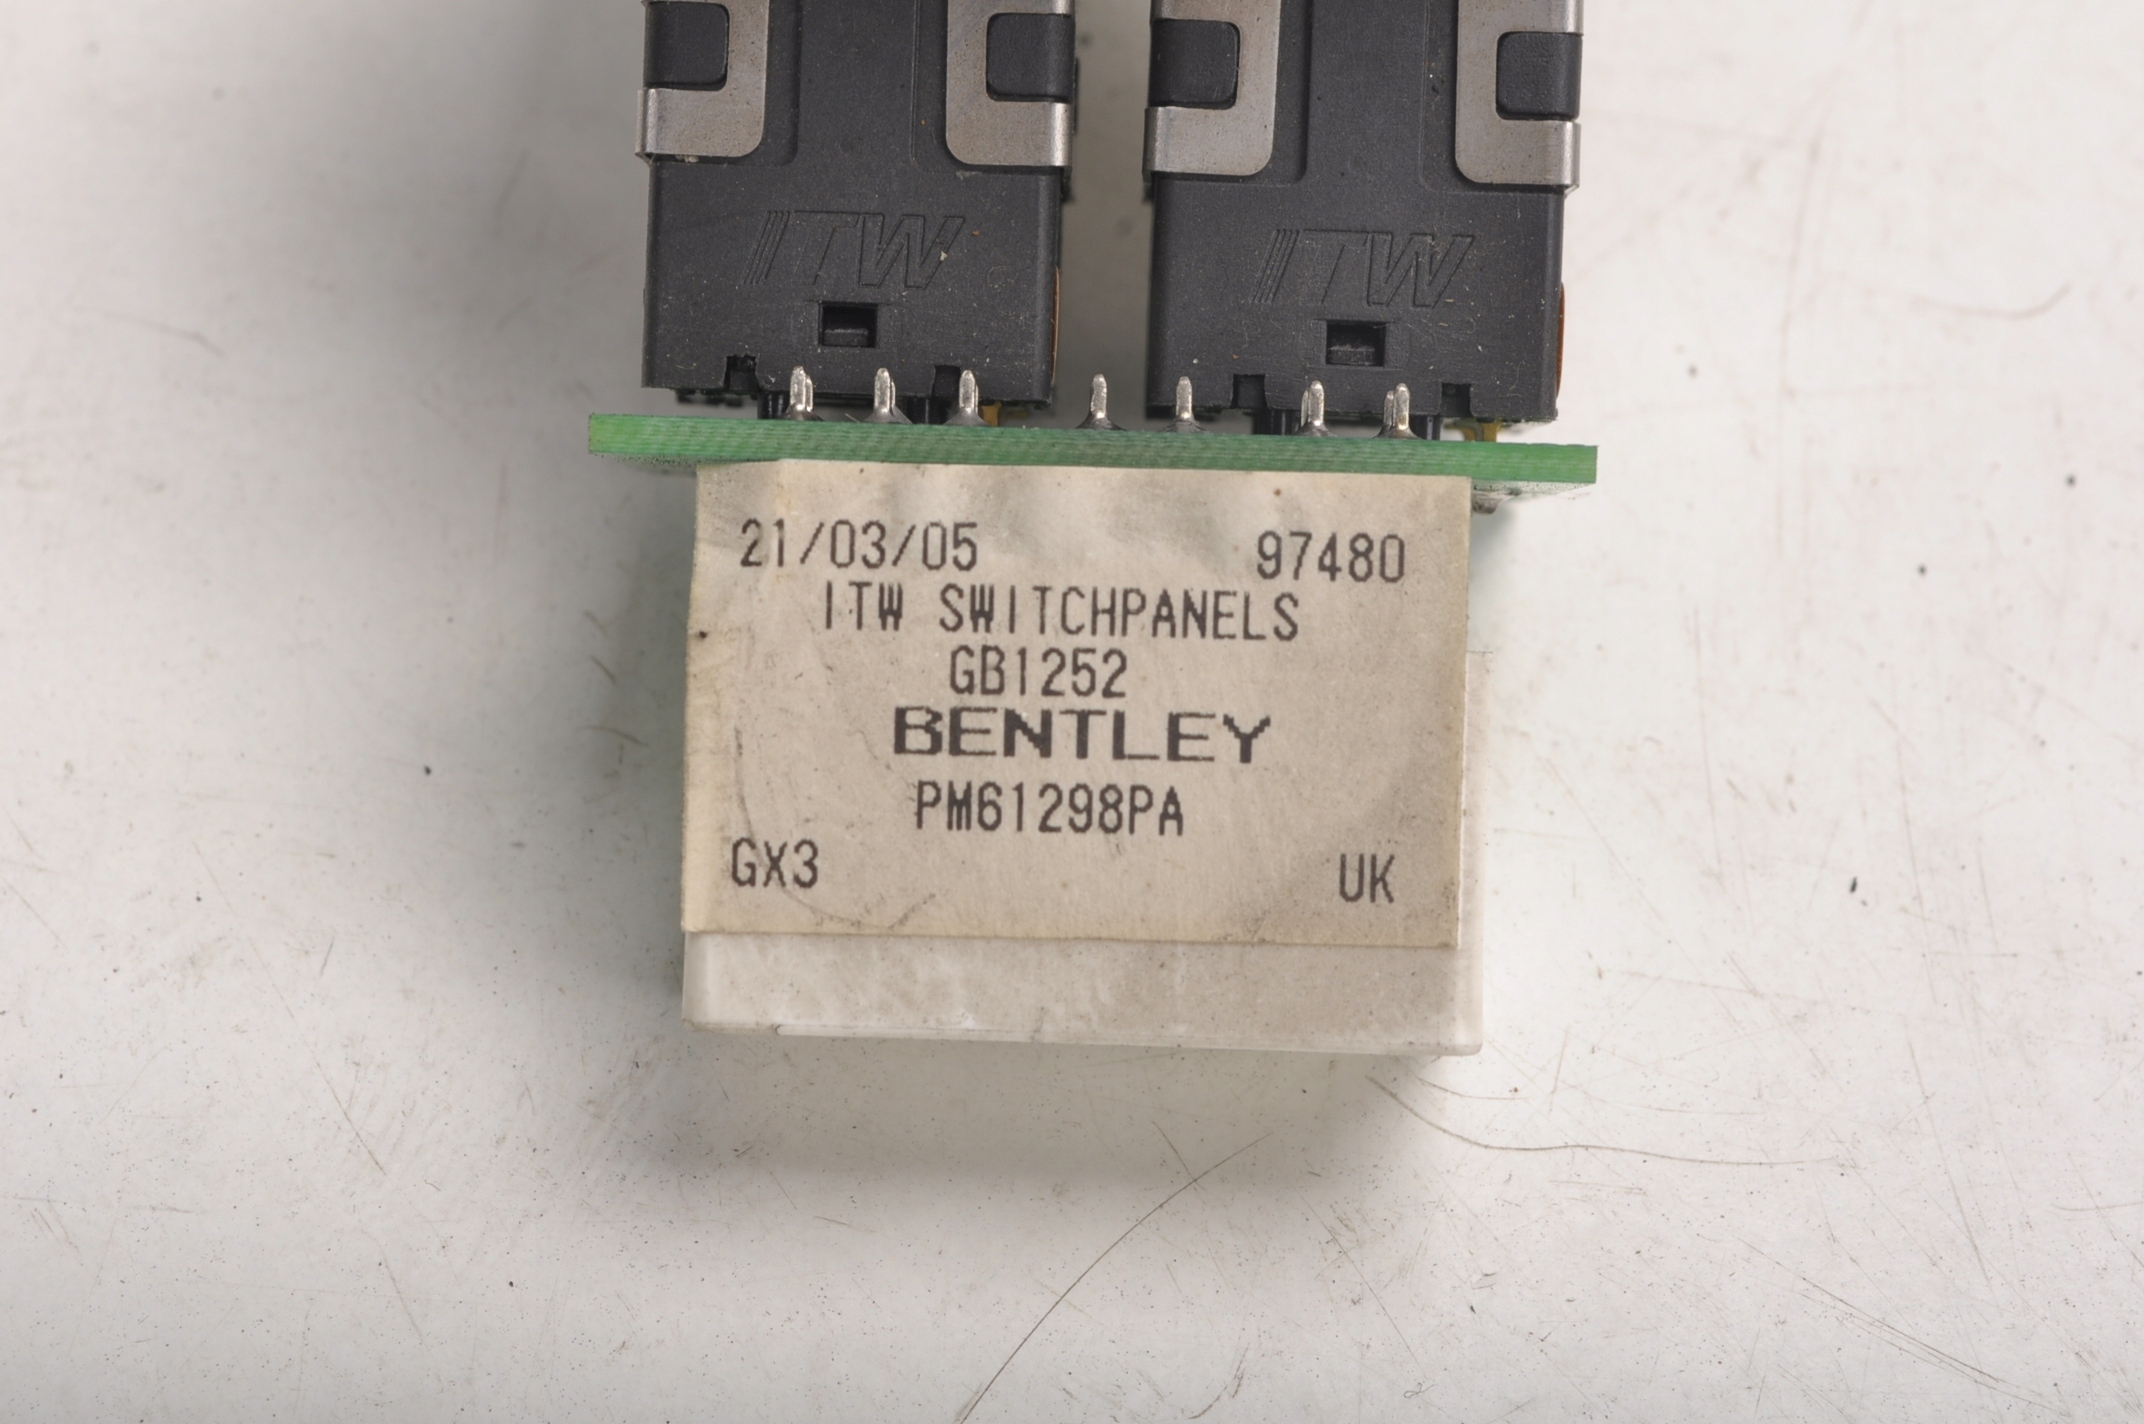 ITW ITW
21/03/05 97480
ITW SWITCHPANELS
GB1252
BENTLEY
PM61298PA
GX3 UK